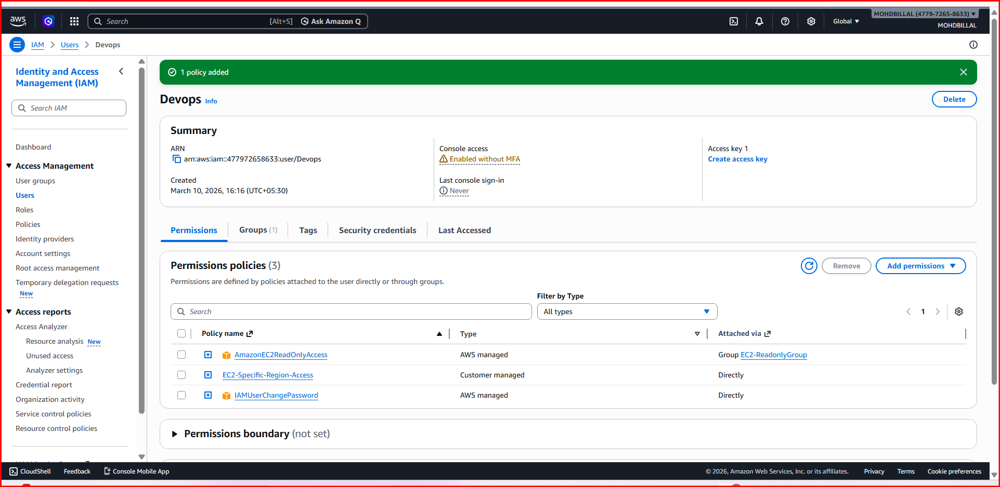 aws
Search [Alt+S] Ask Amazon Q
Global
MOHDBILLAL (4779-7265-8633)
MOHDBILLAL
IAM
Users
Devops
Identity and Access
Management (IAM)
Search IAM
Dashboard
Access Management
User groups
Users
Roles
Policies
Identity providers
Account settings
Root access management
Temporary delegation requests
New
Access reports
Access Analyzer
Resource analysis New
Unused access
Analyzer settings
Credential report
Organization activity
Service control policies
Resource control policies
1 policy added
Devops Info
Delete
Summary
ARN
arn:aws:iam::477972658633:user/Devops
Created
March 10, 2026, 16:16 (UTC+05:30)
Console access
Enabled without MFA
Last console sign-in
Never
Access key 1
Create access key
Permissions
Groups (1)
Tags
Security credentials
Last Accessed
Permissions policies (3)
Remove
Add permissions
Permissions are defined by policies attached to the user directly or through groups.
Filter by Type
Search
All types
1
Policy name
Type
Attached via
AmazonEC2ReadOnlyAccess AWS managed Group EC2-ReadonlyGroup
EC2-Specific-Region-Access Customer managed Directly
IAMUserChangePassword AWS managed Directly
Permissions boundary (not set)
CloudShell
Feedback
Console Mobile App
© 2026, Amazon Web Services, Inc. or its affiliates.
Privacy
Terms
Cookie preferences